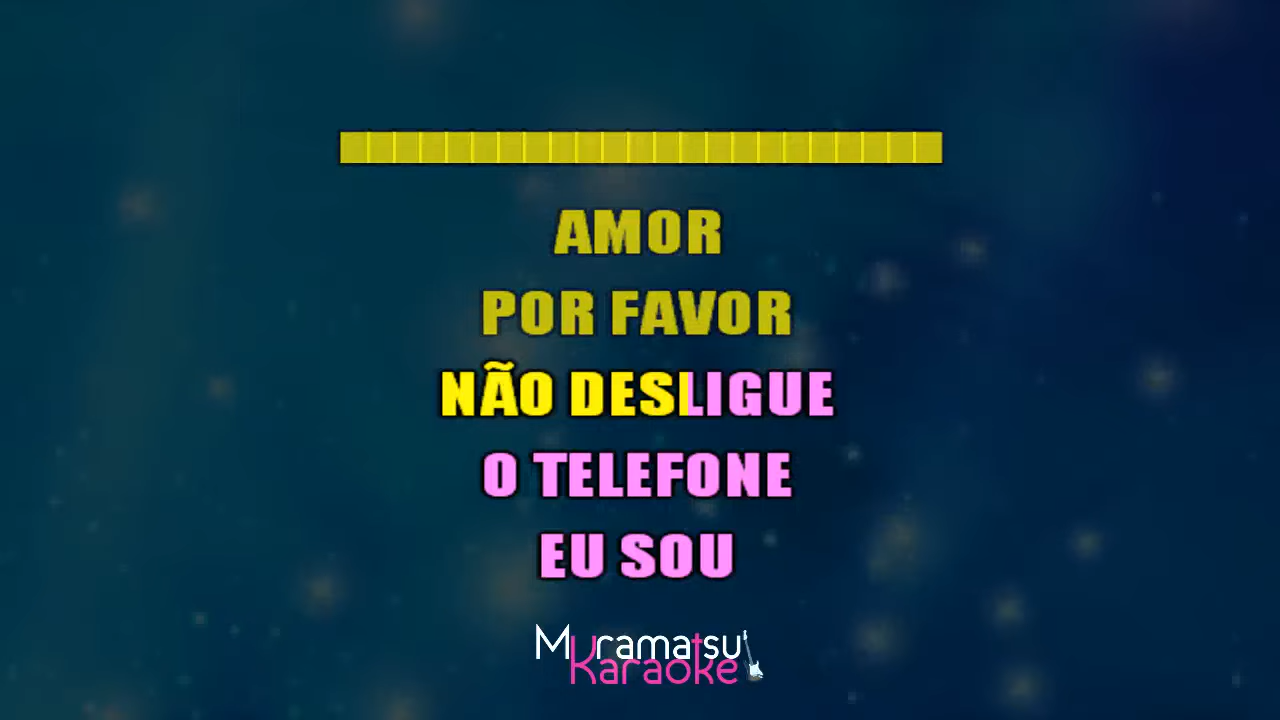 AMOR
POR FAVOR
NÃO DESLIGUE
O TELEFONE
EU SOU
Muramatsu
Karaoke